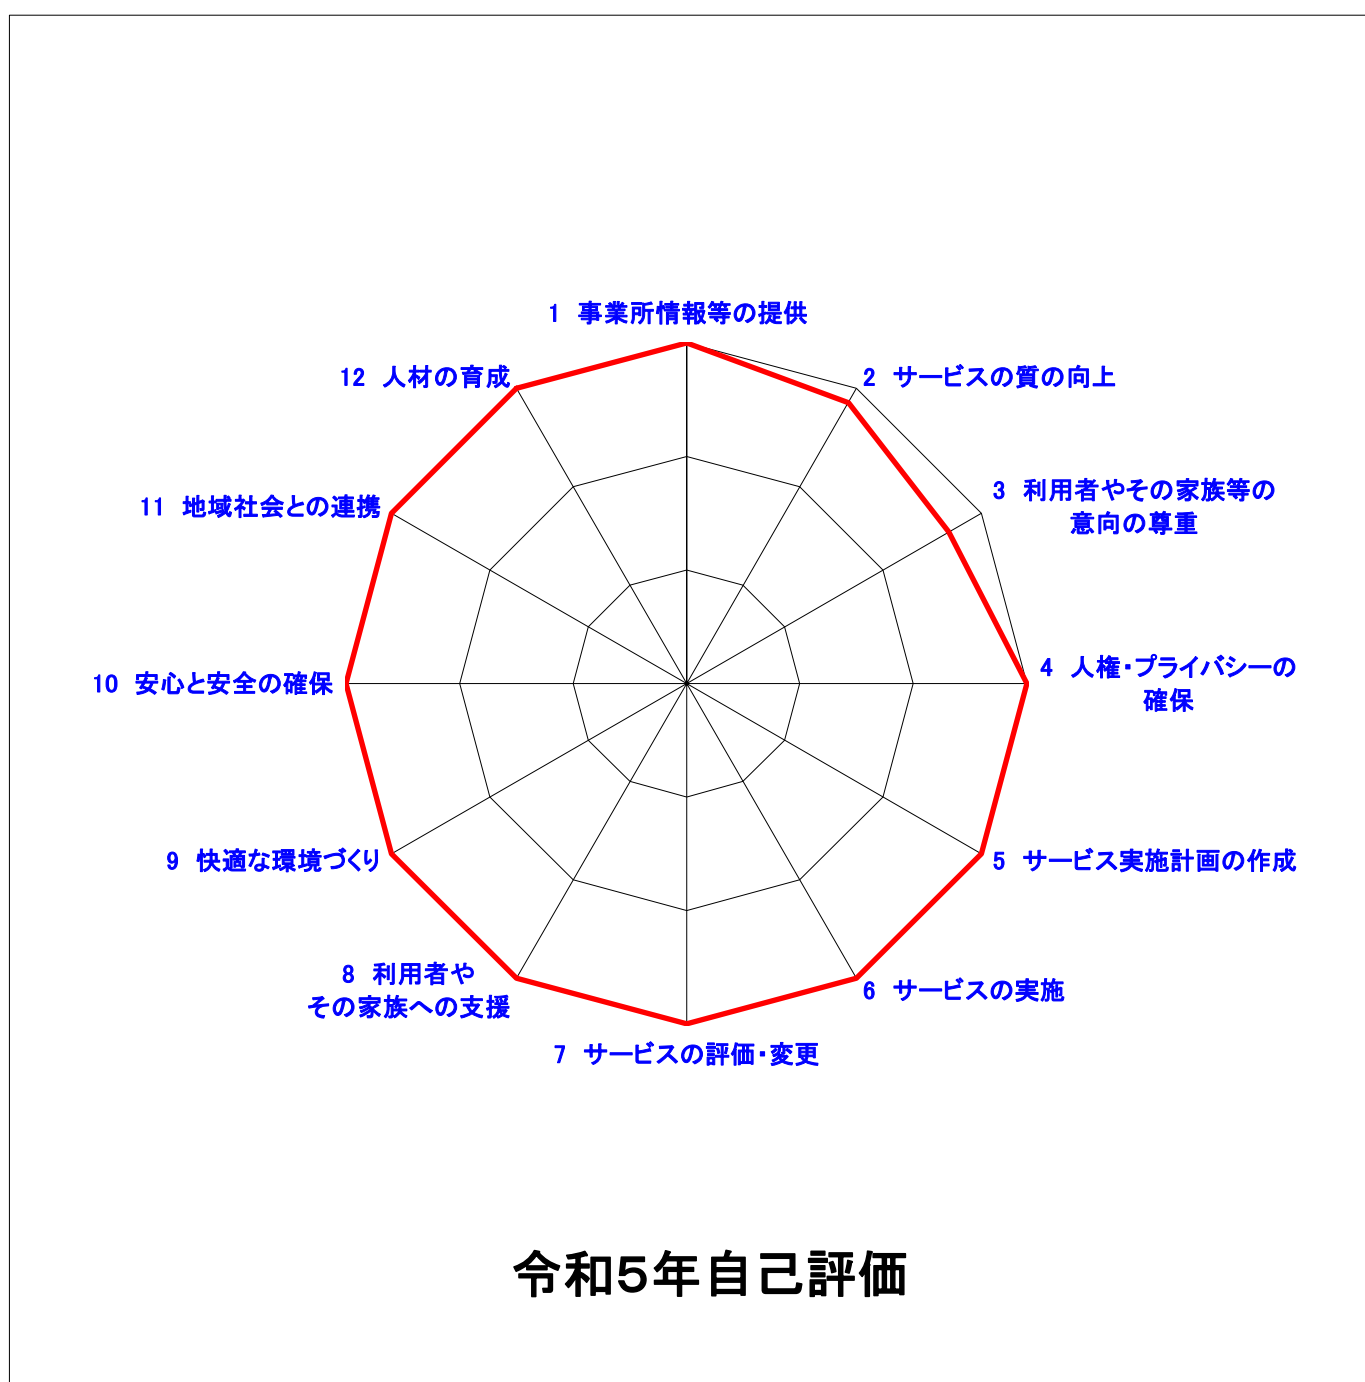 1 事業所情報等の提供
2 サービスの質の向上
3 利用者やその家族等の
意向の尊重
4 人権・プライバシーの
確保
5 サービス実施計画の作成
6 サービスの実施
7 サービスの評価・変更
8 利用者や
その家族への支援
9 快適な環境づくり
10 安心と安全の確保
11 地域社会との連携
12 人材の育成
令和5年自己評価